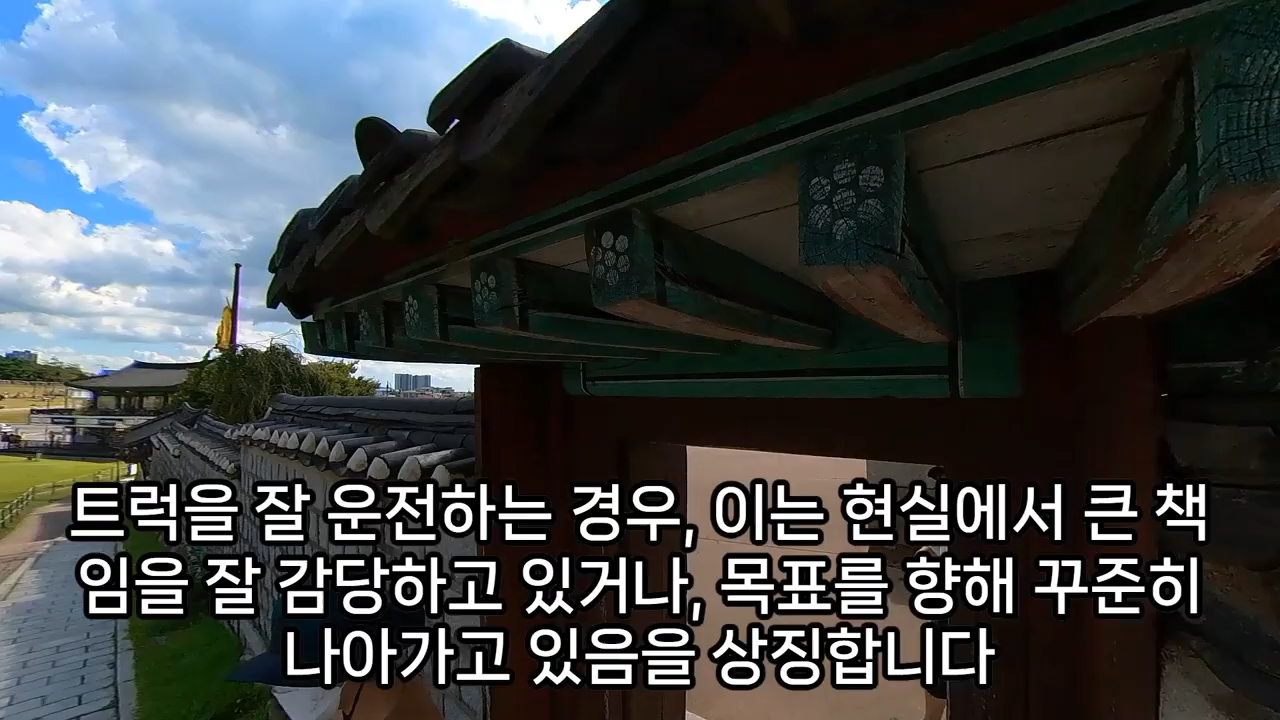 트럭을 잘 운전하는 경우, 이는 현실에서 큰 책
임을 잘 감당하고 있거나, 목표를 향해 꾸준히
나아가고 있음을 상징합니다